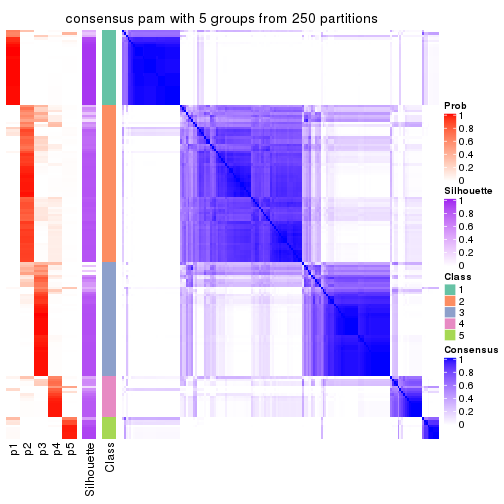 consensus pam with 5 groups from 250 partitions
Prob
1
0.8
0.6
0.4
0.2
0
Silhouette
1
0.8
0.6
0.4
0.2
0
Class
1
2
3
4
5
Consensus
1
0.8
0.6
0.4
0.2
0
p1
p2
p3
p4
p5
Silhouette
Class